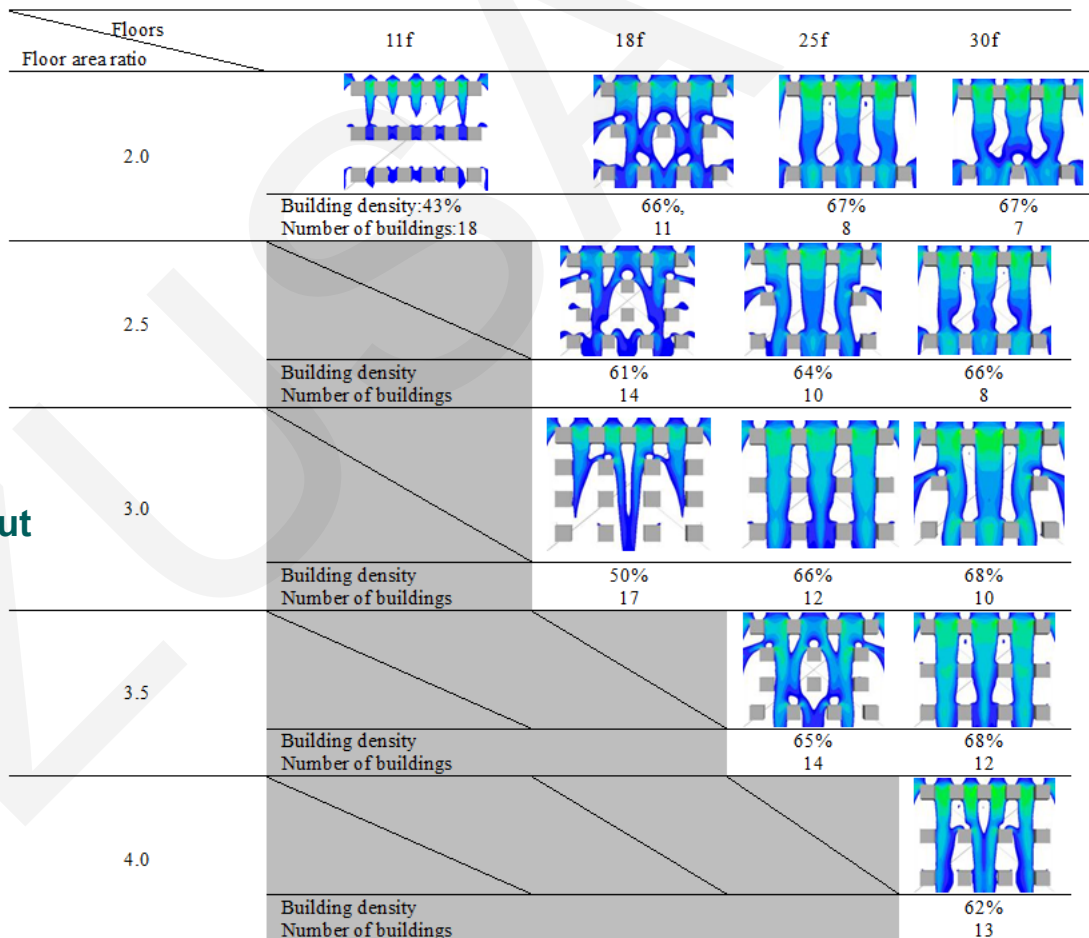 Floors
Floor area ratio
11f 18f 25f 30f
2.0
Building density:43% 66%, 67% 67%
Number of buildings:18 11 8 7
2.5
Building density 61% 64% 66%
Number of buildings 14 10 8
3.0
ut
Building density 50% 66% 68%
Number of buildings 17 12 10
3.5
Building density 65% 68%
Number of buildings 14 12
4.0
Building density 62%
Number of buildings 13